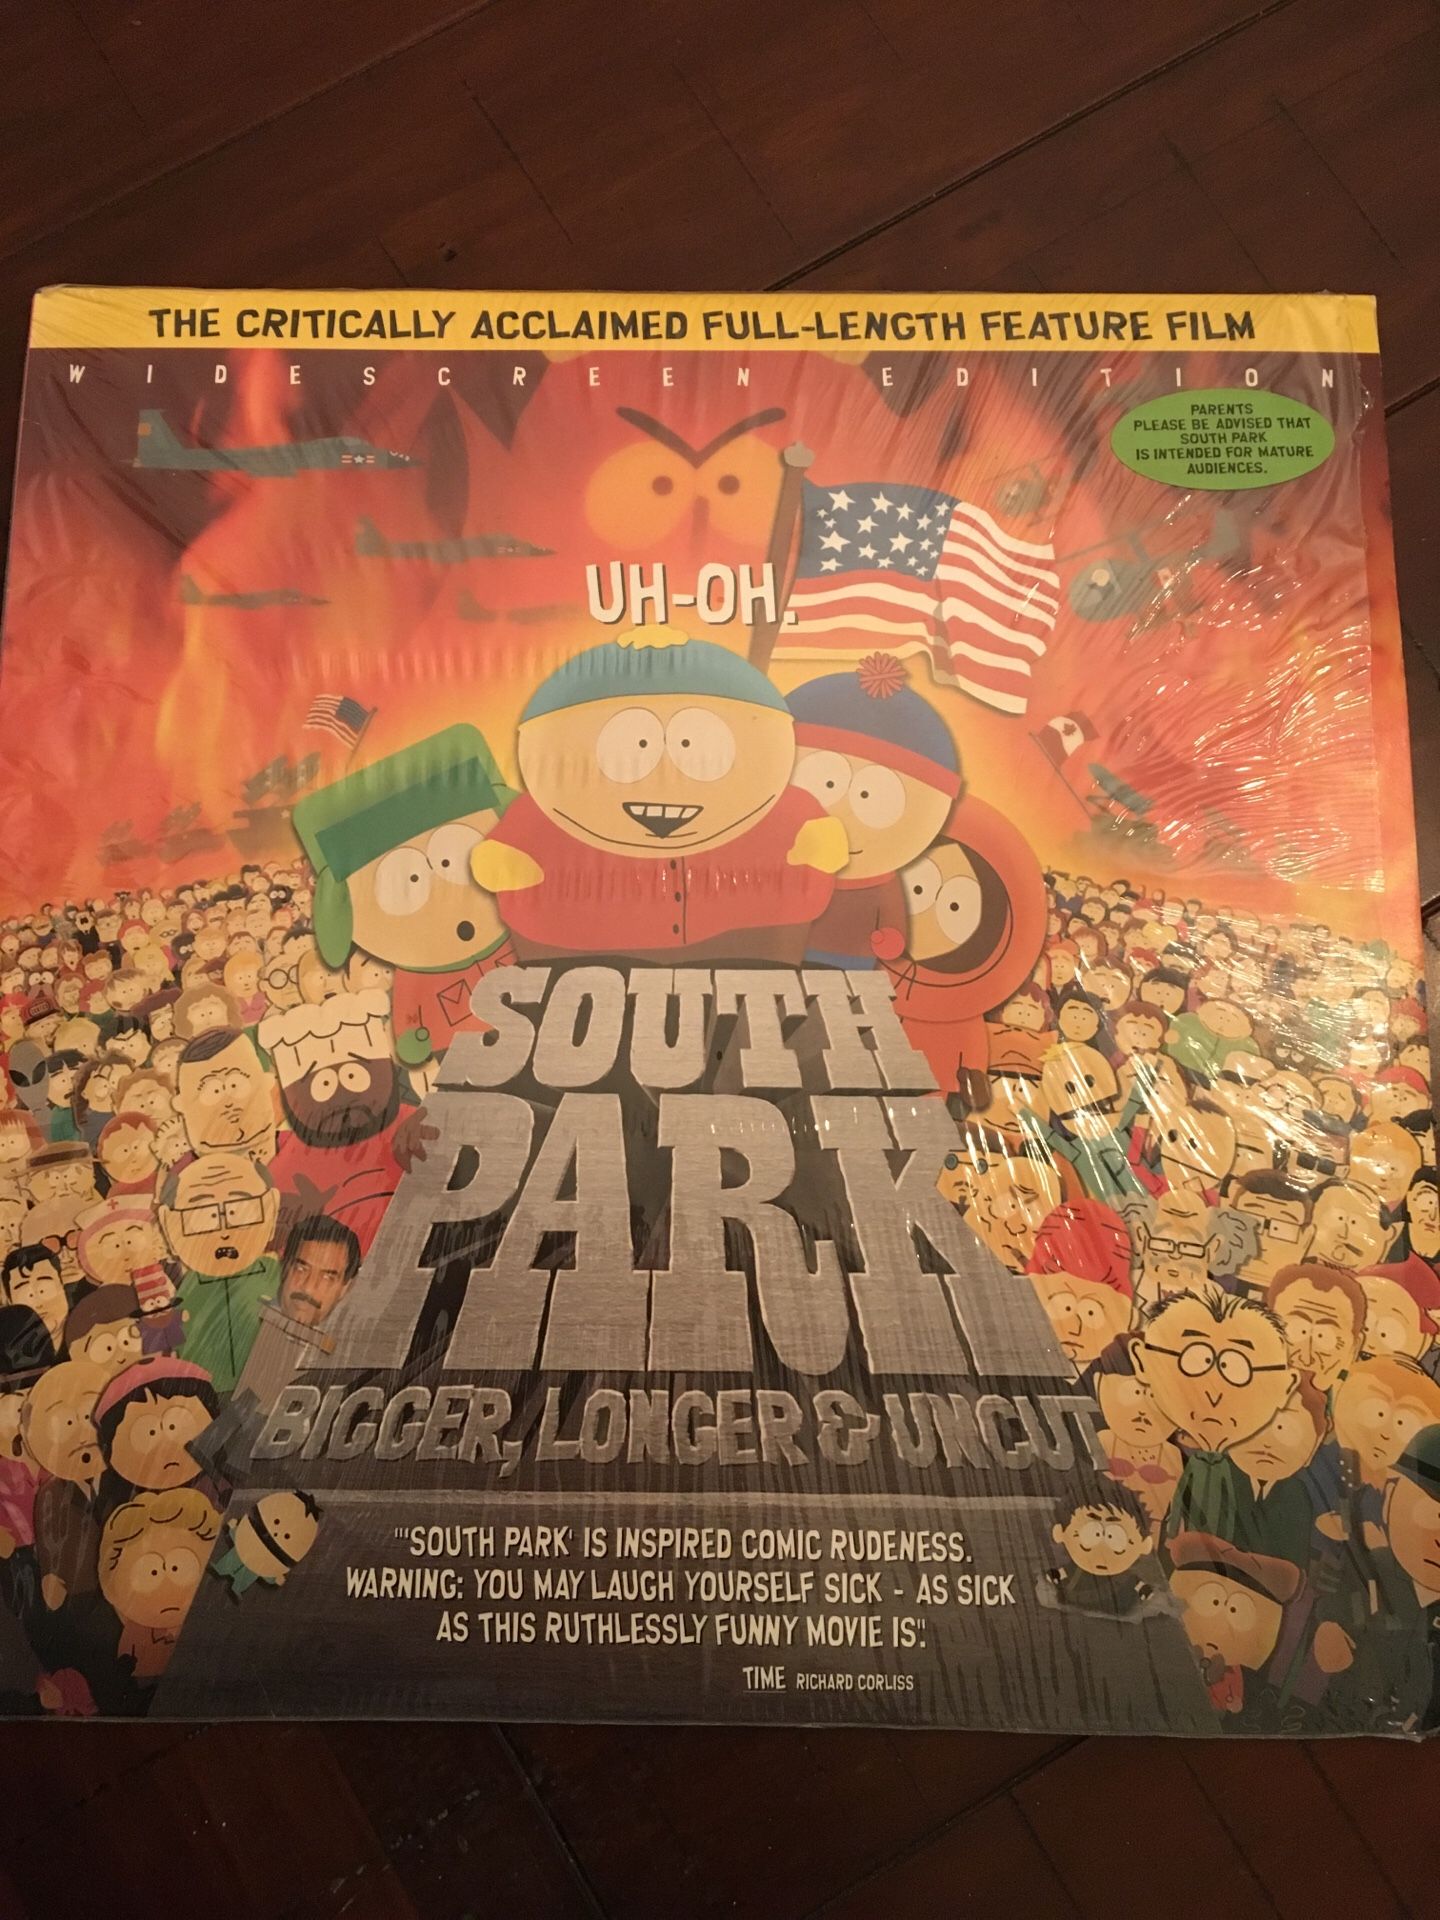 THE CRITICALLY ACCLAIMED FULL-LENGTH FEATURE FILM
WIDESCREEN EDITION
PARENTS
PLEASE BE ADVISED THAT
SOUTH PARK
IS INTENDED FOR MATURE
AUDIENCES.
UH-OH.
SOUTH
PARK
BIGGER, LONGER & UNCUT
"'SOUTH PARK' IS INSPIRED COMIC RUDENESS.
WARNING: YOU MAY LAUGH YOURSELF SICK - AS SICK
AS THIS RUTHLESSLY FUNNY MOVIE IS".
TIME RICHARD CORLISS